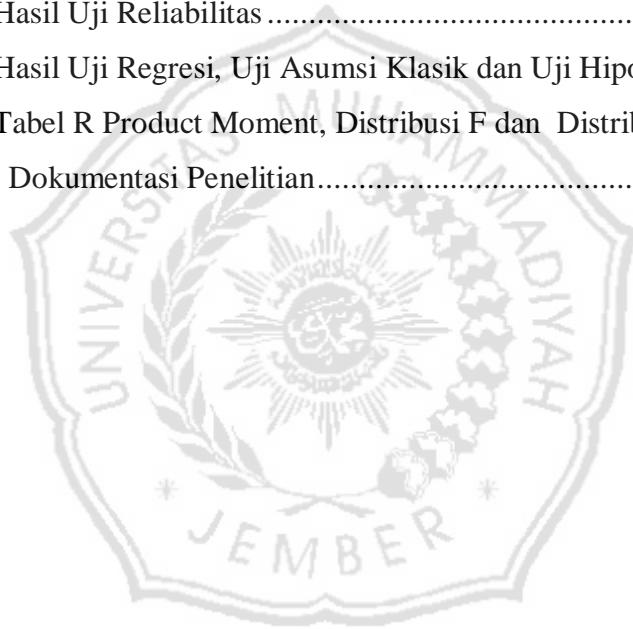 Hasil Uji Reliabilitas.............................................
Hasil Uji Regresi, Uji Asumsi Klasik dan Uji
Tabel R Product Moment, Distribusi F dan Distrib
Dokumentasi Penelitian.......................................
UNIVERSITAS MUHAMMADIYAH
* JEMBER *